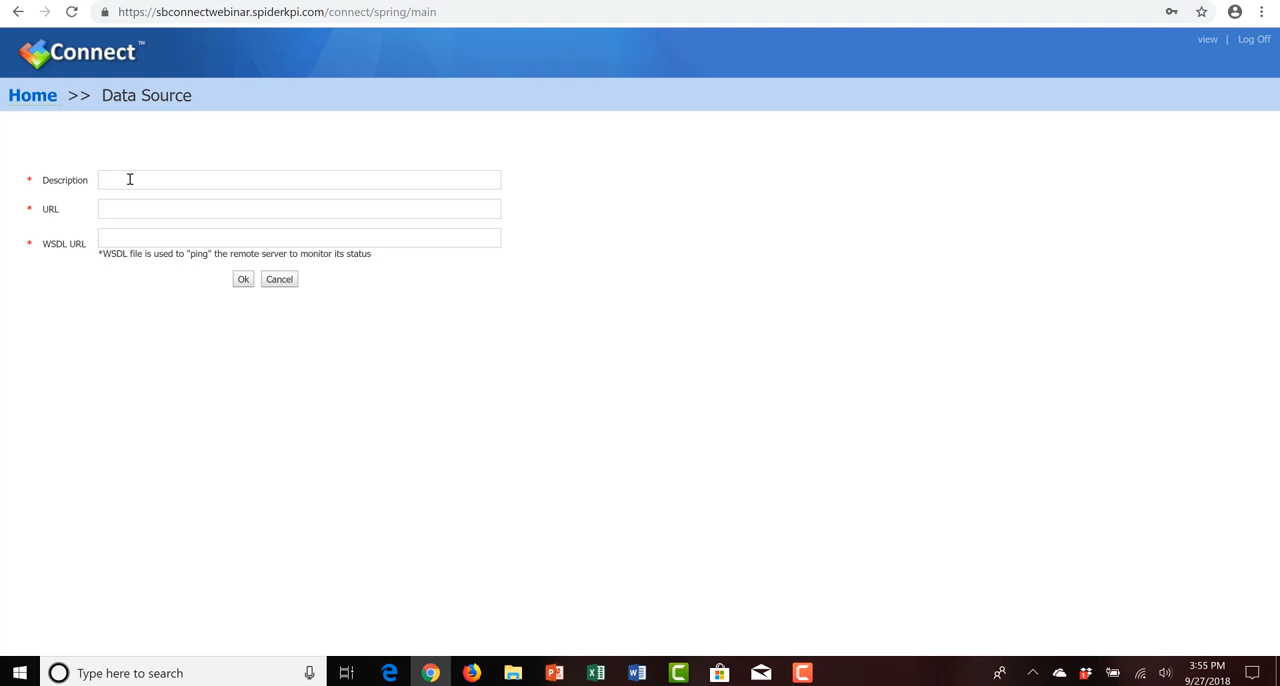 https://sbconnectwebinar.spiderkpi.com/connect/spring/main
Connect™
view | Log Off
Home >> Data Source
* Description
* URL
* WSDL URL
*WSDL file is used to "ping" the remote server to monitor its status
Ok Cancel
Type here to search
3:55 PM
9/27/2018